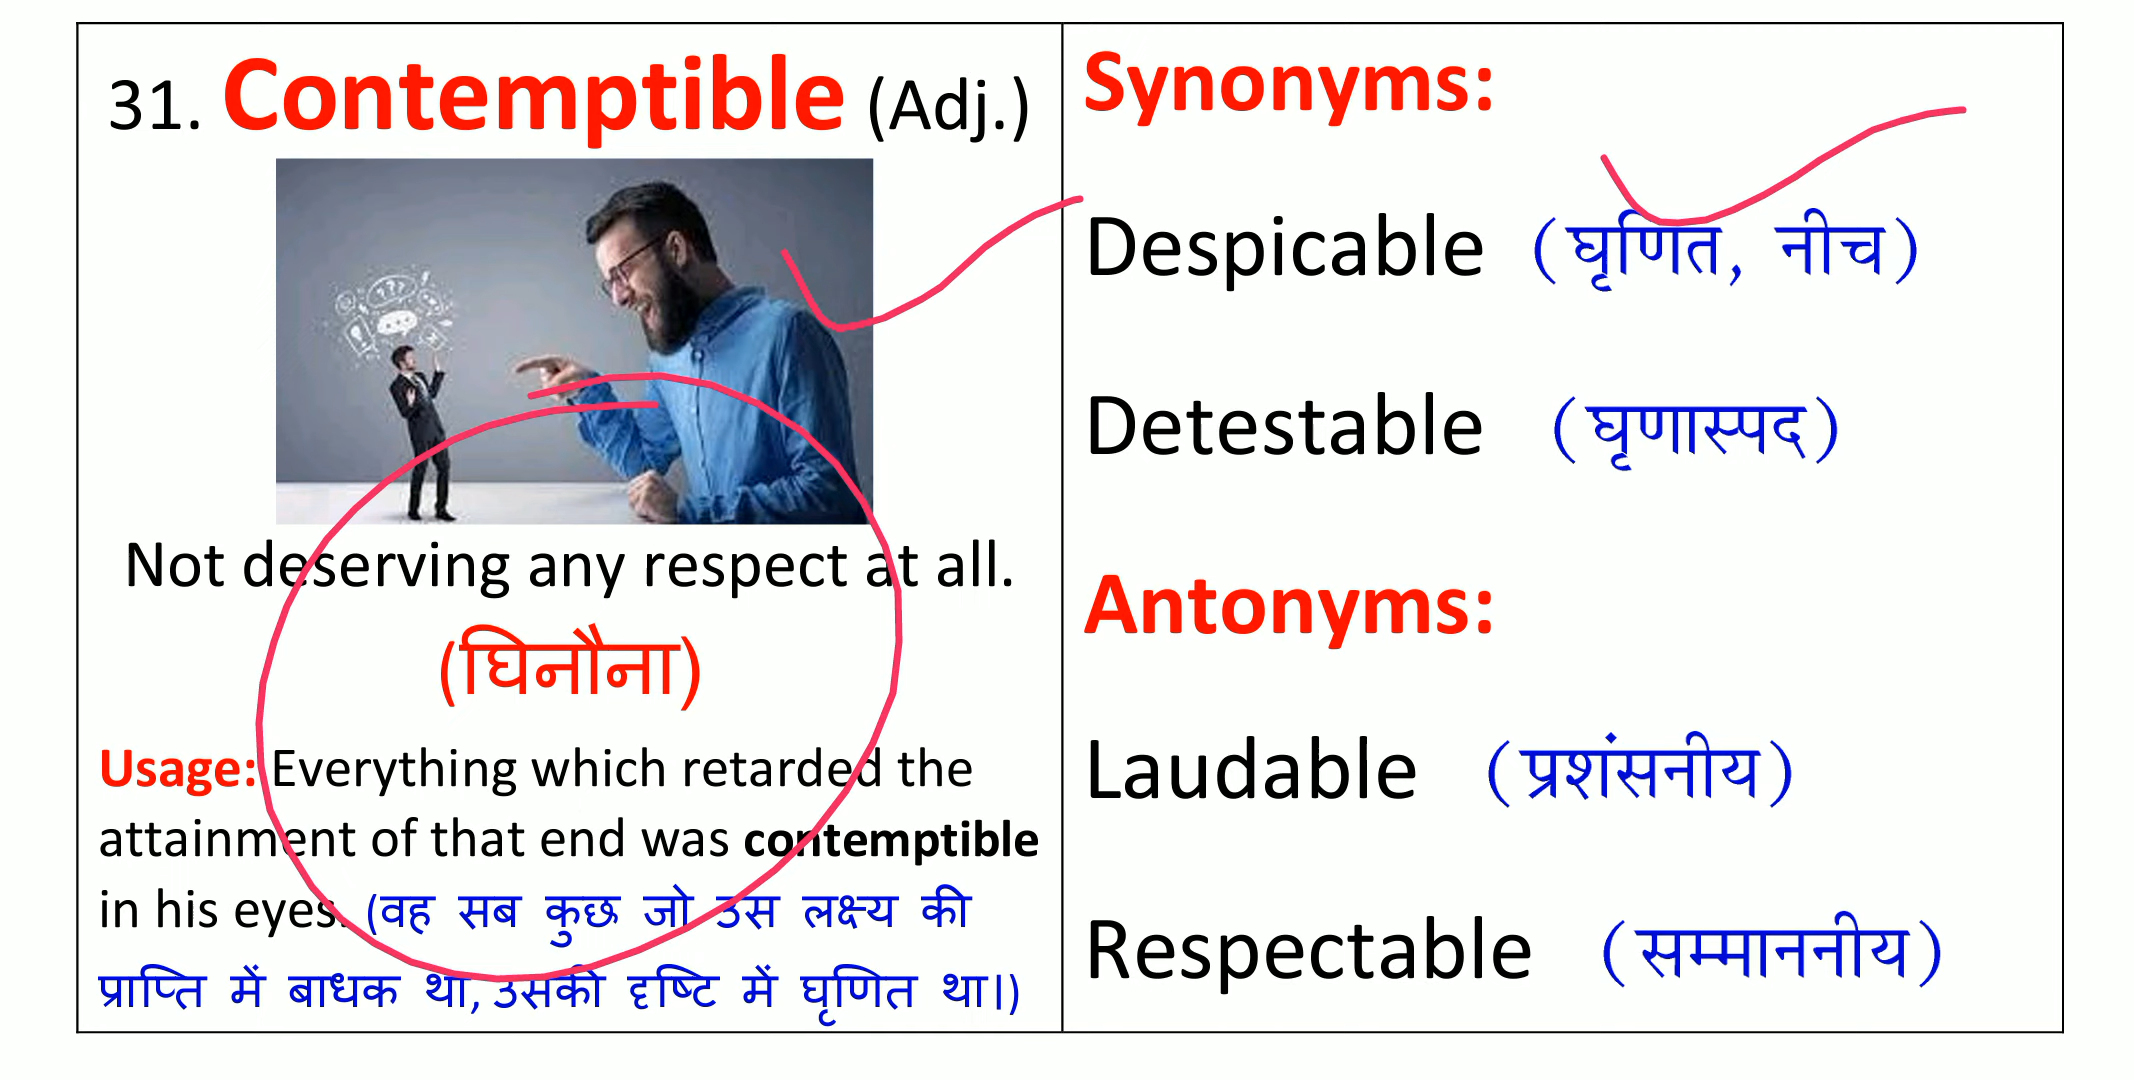 31. Contemptible (Adj.)
Not deserving any respect at all.
(घिनौना)
Usage: Everything which retarded the
attainment of that end was contemptible
in his eyes. (वह सब कुछ जो उस लक्ष्य की
प्राप्ति में बाधक था, उसकी दृष्टि में घृणित था।)
Synonyms:
Despicable (घृणित, नीच)
Detestable (घृणास्पद)
Antonyms:
Laudable (प्रशंसनीय)
Respectable (सम्माननीय)